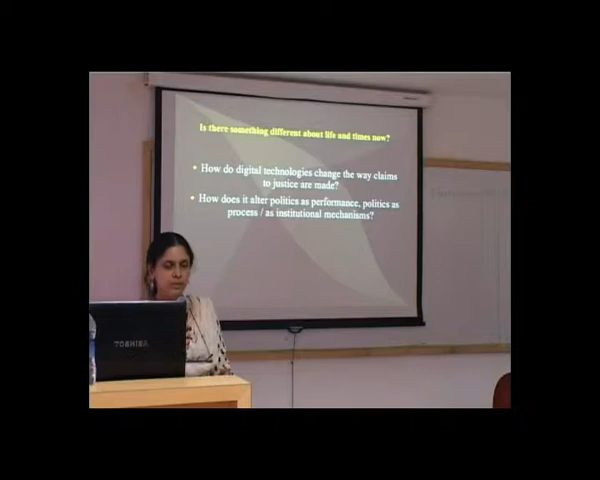 Is there something different about life and times now?
• How do digital technologies change the way claims
to justice are made?
• How does it alter politics as performance, politics as
process / as institutional mechanisms?
TOSHIBA